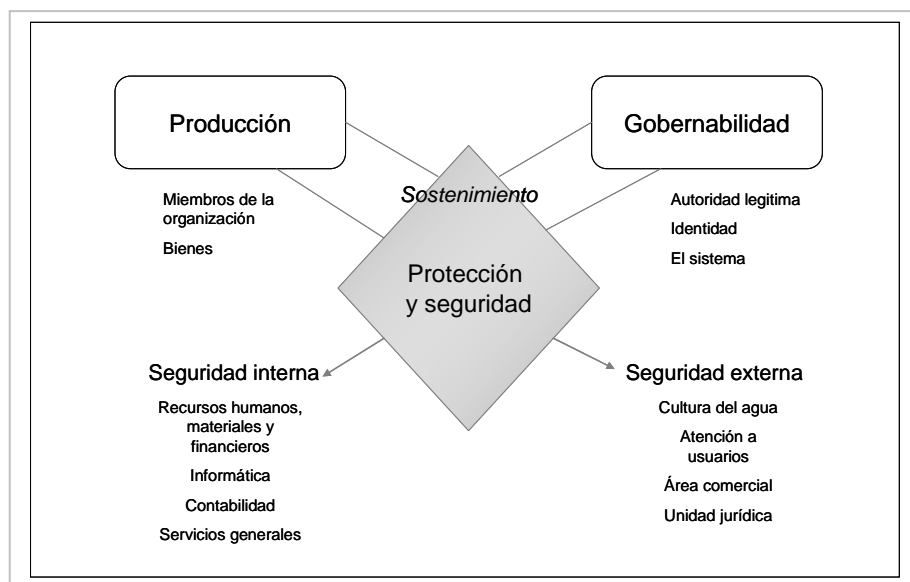 Producción
Gobernabilidad
Miembros de la
organización
Bienes
Sostenimiento
Autoridad legitima
Identidad
El sistema
Protección
y seguridad
Seguridad interna
Recursos humanos,
materiales y
financieros
Informática
Contabilidad
Servicios generales
Seguridad externa
Cultura del agua
Atención a
usuarios
Área comercial
Unidad jurídica